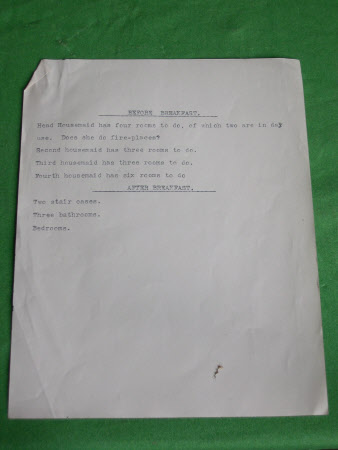 BEFORE BREAKFAST.
Head Housemaid has four rooms to do, of which two are in day
use. Does she do fire-places?
Second housemaid has three rooms to do.
Third housemaid has three rooms to do.
Fourth housemaid has six rooms to do
AFTER BREAKFAST.
Two stair cases.
Three bathrooms.
Bedrooms.